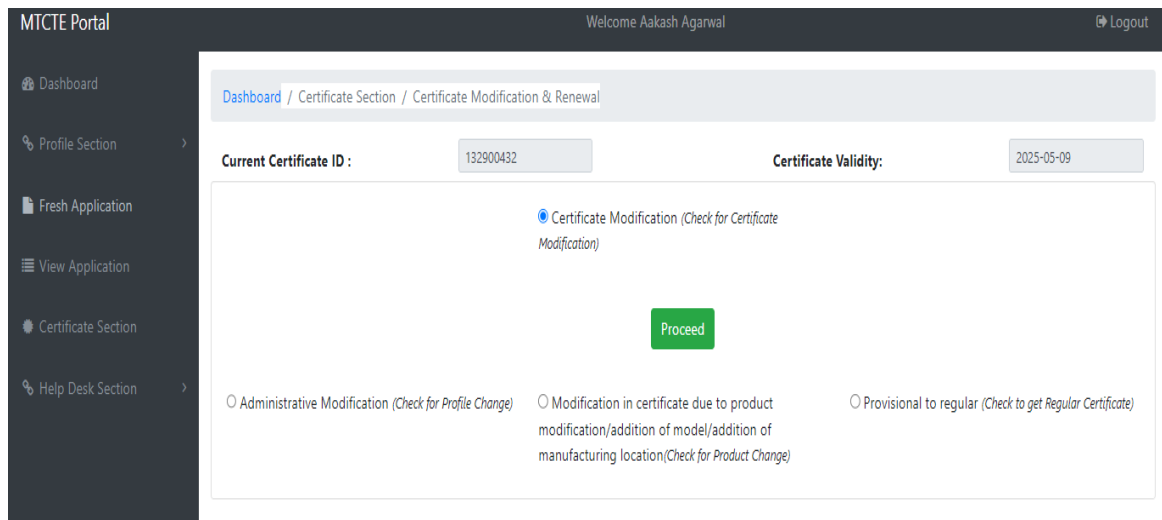 MTCTE Portal
Welcome Aakash Agarwal
Logout
Dashboard
Profile Section
Fresh Application
View Application
Certificate Section
Help Desk Section
Dashboard / Certificate Section / Certificate Modification & Renewal
Current Certificate ID : 132900432 Certificate Validity: 2025-05-09
Certificate Modification (Check for Certificate
Modification)
Proceed
Administrative Modification (Check for Profile Change)
Modification in certificate due to product
modification/addition of model/addition of
manufacturing location(Check for Product Change)
Provisional to regular (Check to get Regular Certificate)